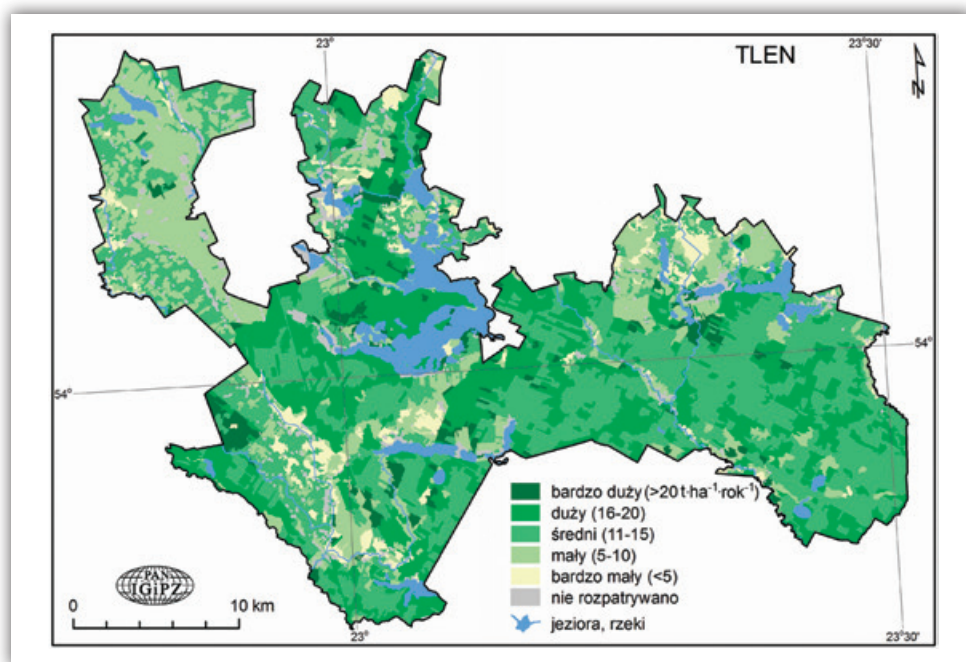 23°
23°30'
TLEN
N
54°
54°
bardzo duży (>20 t·ha⁻¹·rok⁻¹)
duży (16-20)
średni (11-15)
mały (5-10)
bardzo mały (<5)
nie rozpatrywano
jeziora, rzeki
PAN
IGiPZ
0 10 km
23°
23°30'